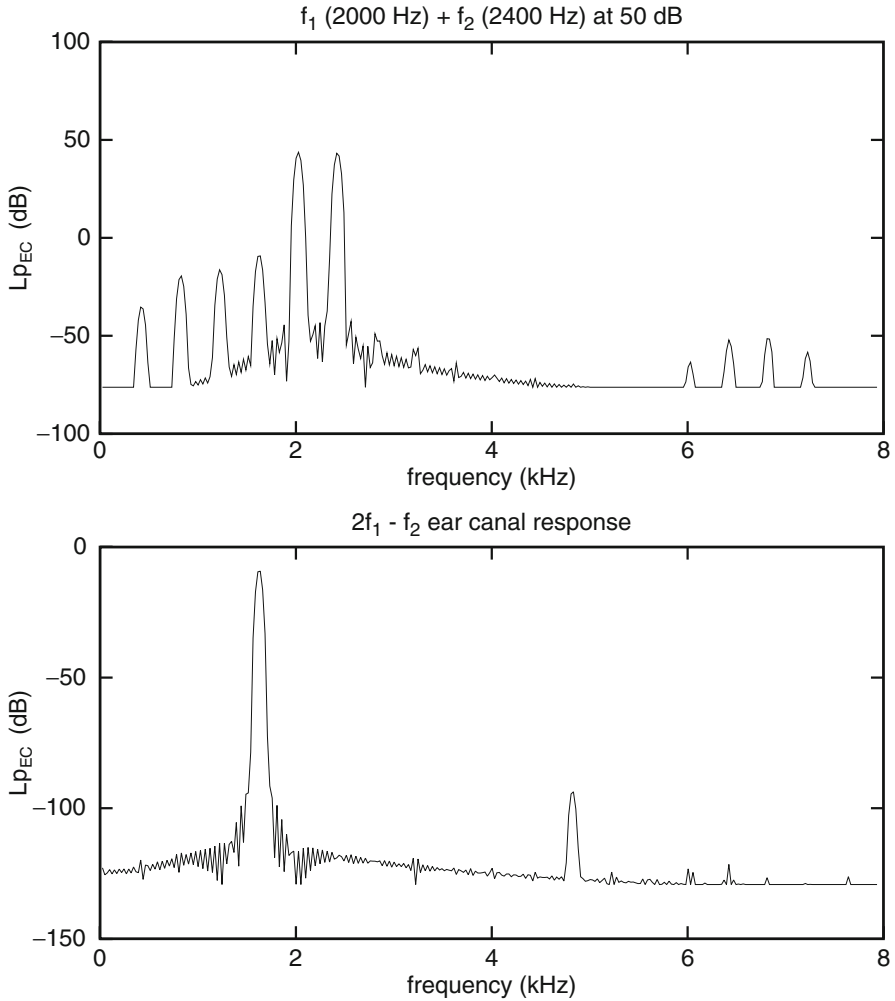 f₁ (2000 Hz) + f₂ (2400 Hz) at 50 dB
100
50
0
−50
−100
Lp_EC (dB)
0 2 4 6 8
frequency (kHz)
2f₁ - f₂ ear canal response
0
−50
−100
−150
Lp_EC (dB)
0 2 4 6 8
frequency (kHz)